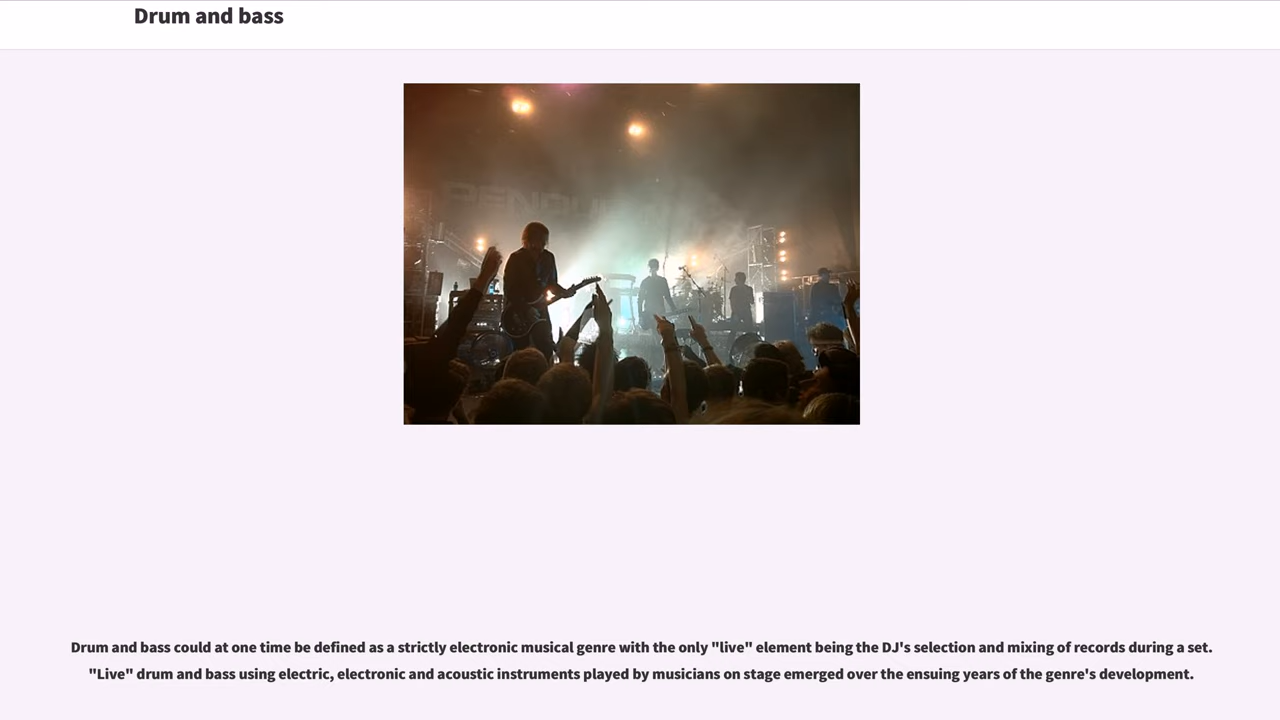 Drum and bass
Drum and bass could at one time be defined as a strictly electronic musical genre with the only "live" element being the DJ's selection and mixing of records during a set.
"Live" drum and bass using electric, electronic and acoustic instruments played by musicians on stage emerged over the ensuing years of the genre's development.